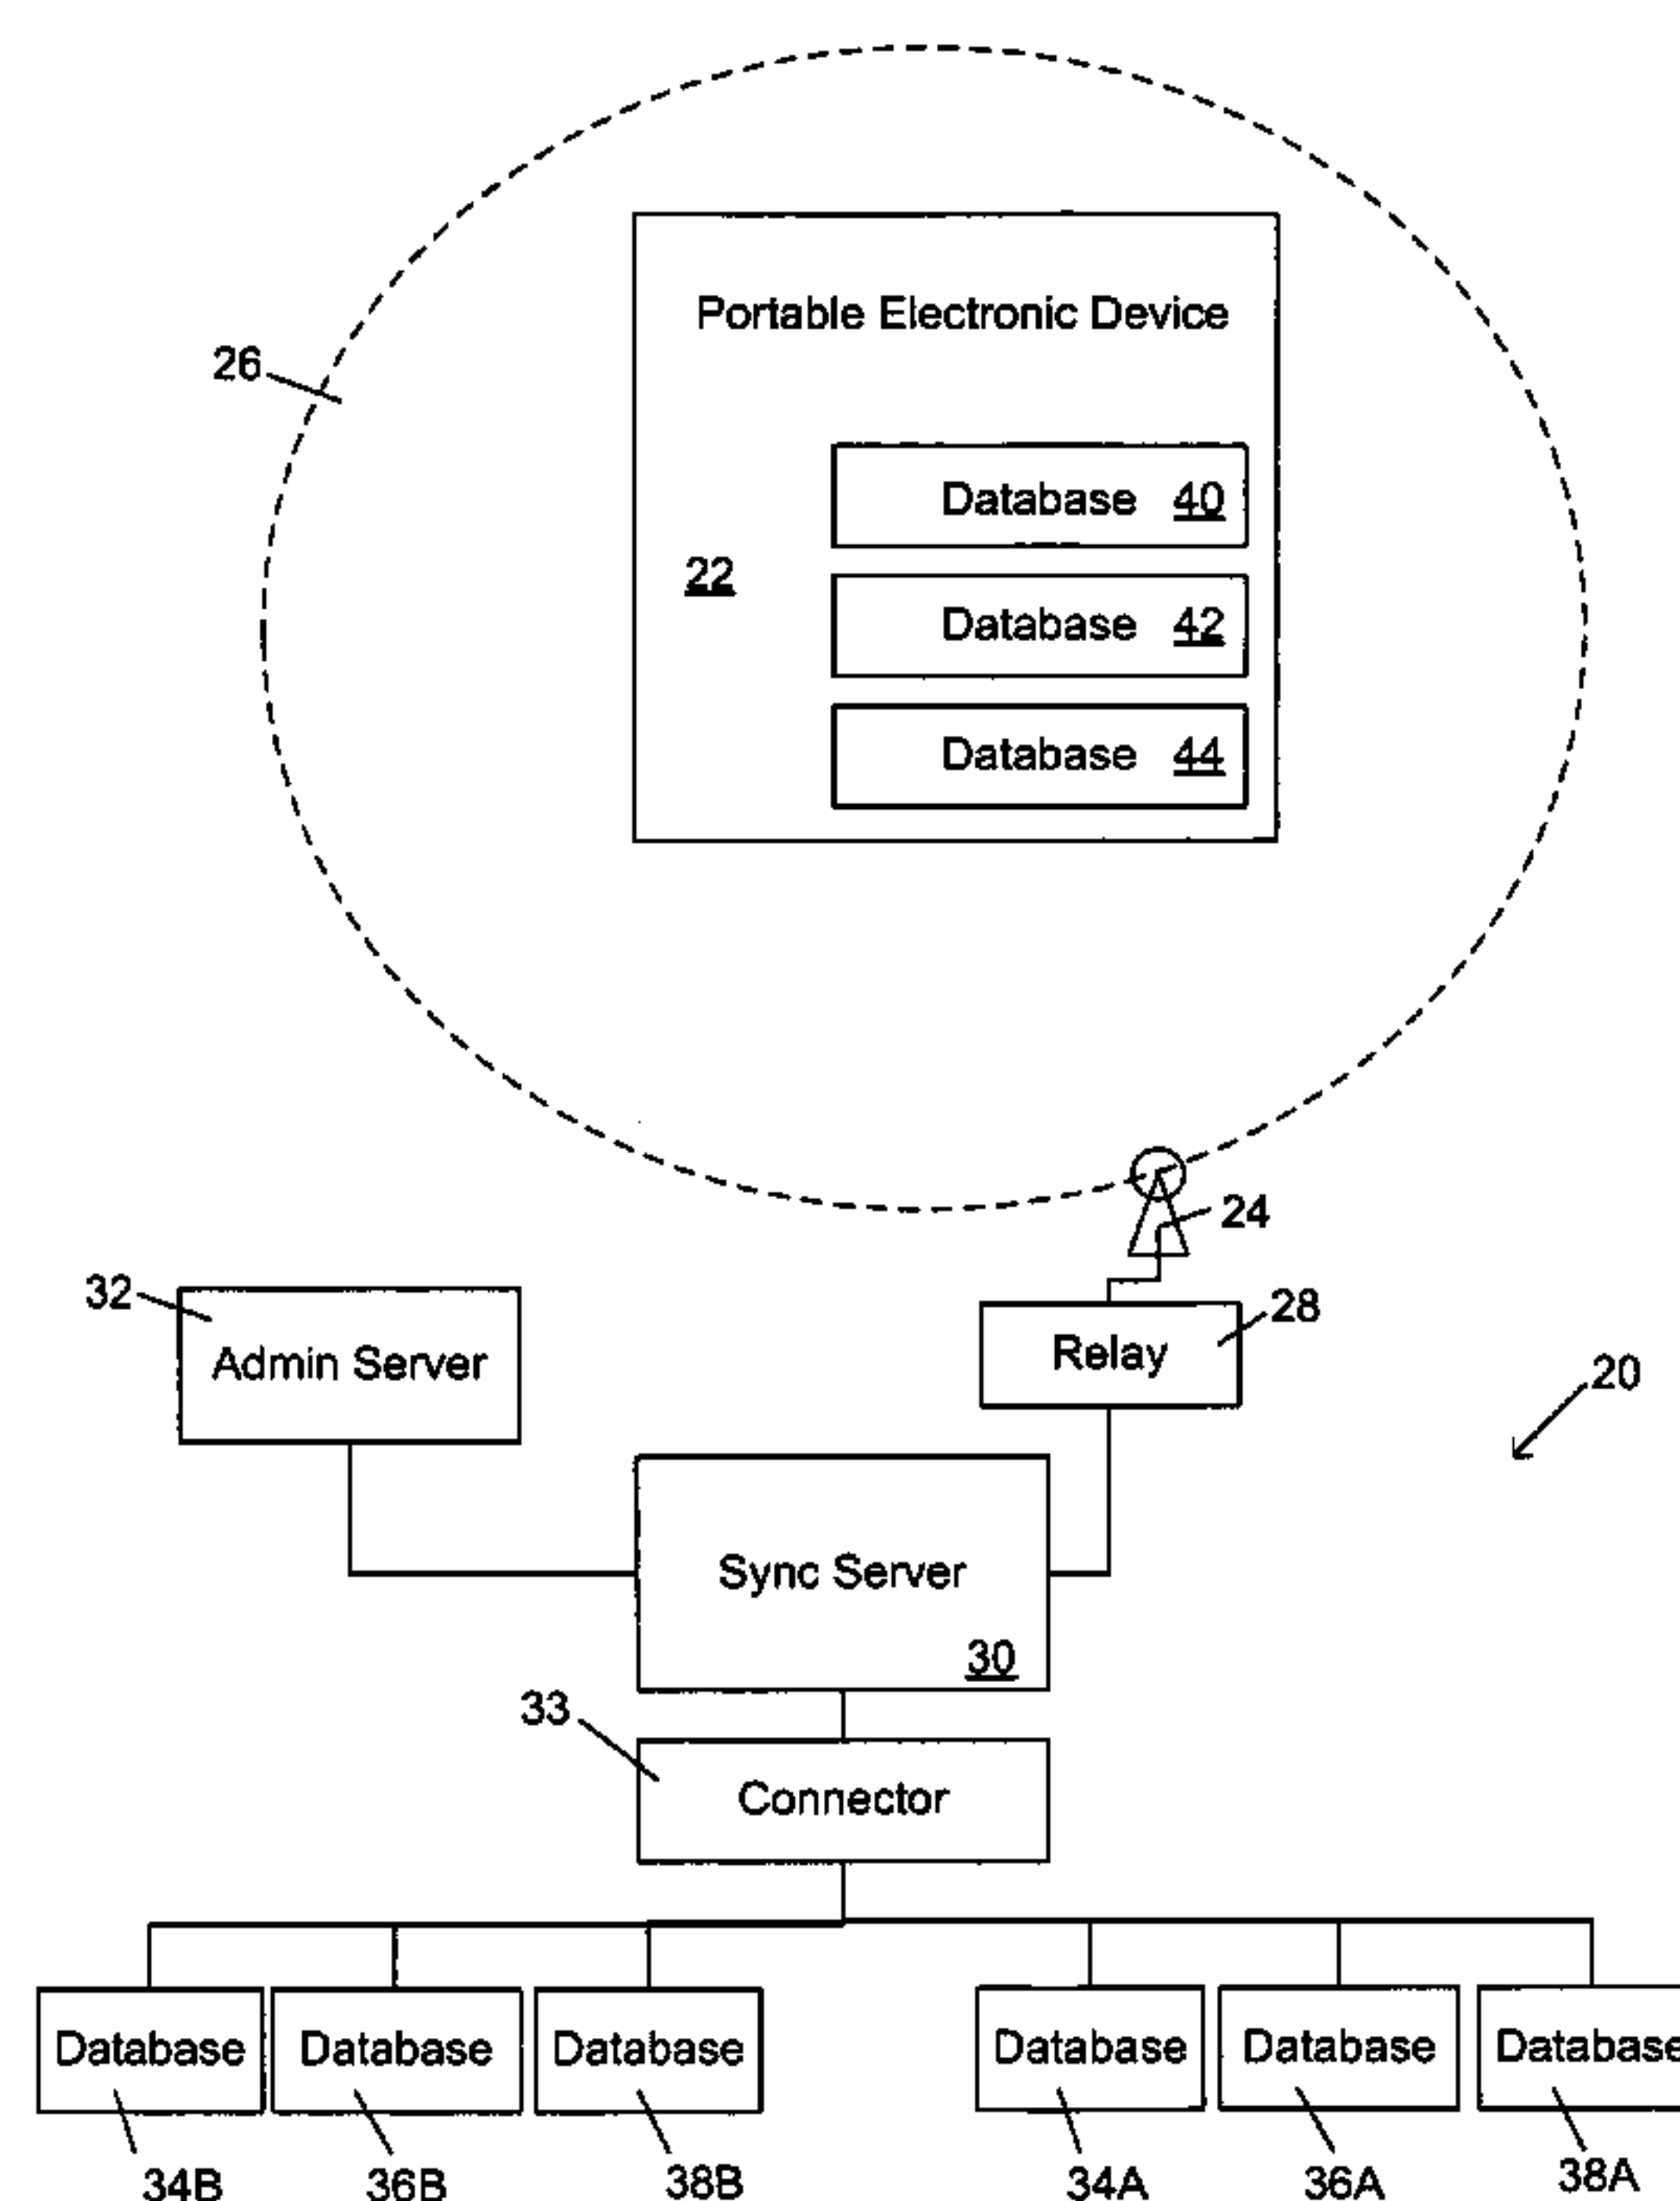 Portable Electronic Device
26
Database 40
22
Database 42
Database 44
24
32
28
Admin Server
Relay
20
Sync Server
30
33
Connector
Database Database Database Database Database Database
34B 36B 38B 34A 36A 38A